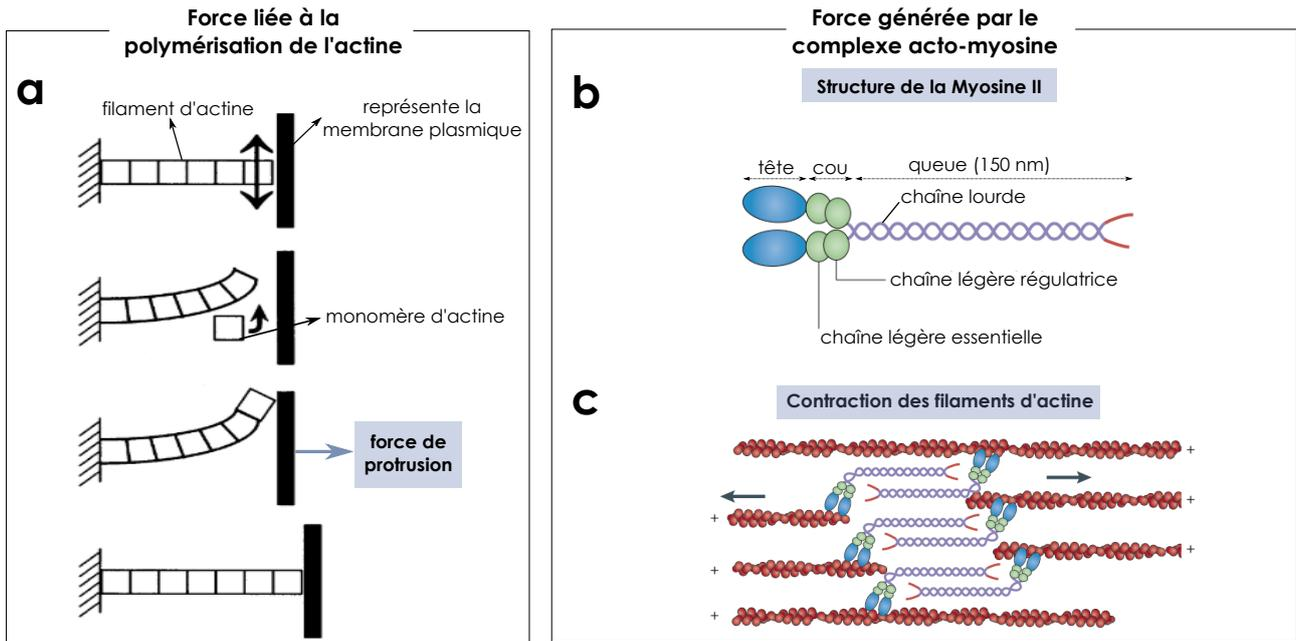 Force liée à la
polymérisation de l'actine
a
filament d'actine
représente la
membrane plasmique
monomère d'actine
force de
protrusion
Force générée par le
complexe acto-myosine
b
Structure de la Myosine II
tête
cou
queue (150 nm)
chaîne lourde
chaîne légère régulatrice
chaîne légère essentielle
c
Contraction des filaments d'actine
+
+
+
+
+
+